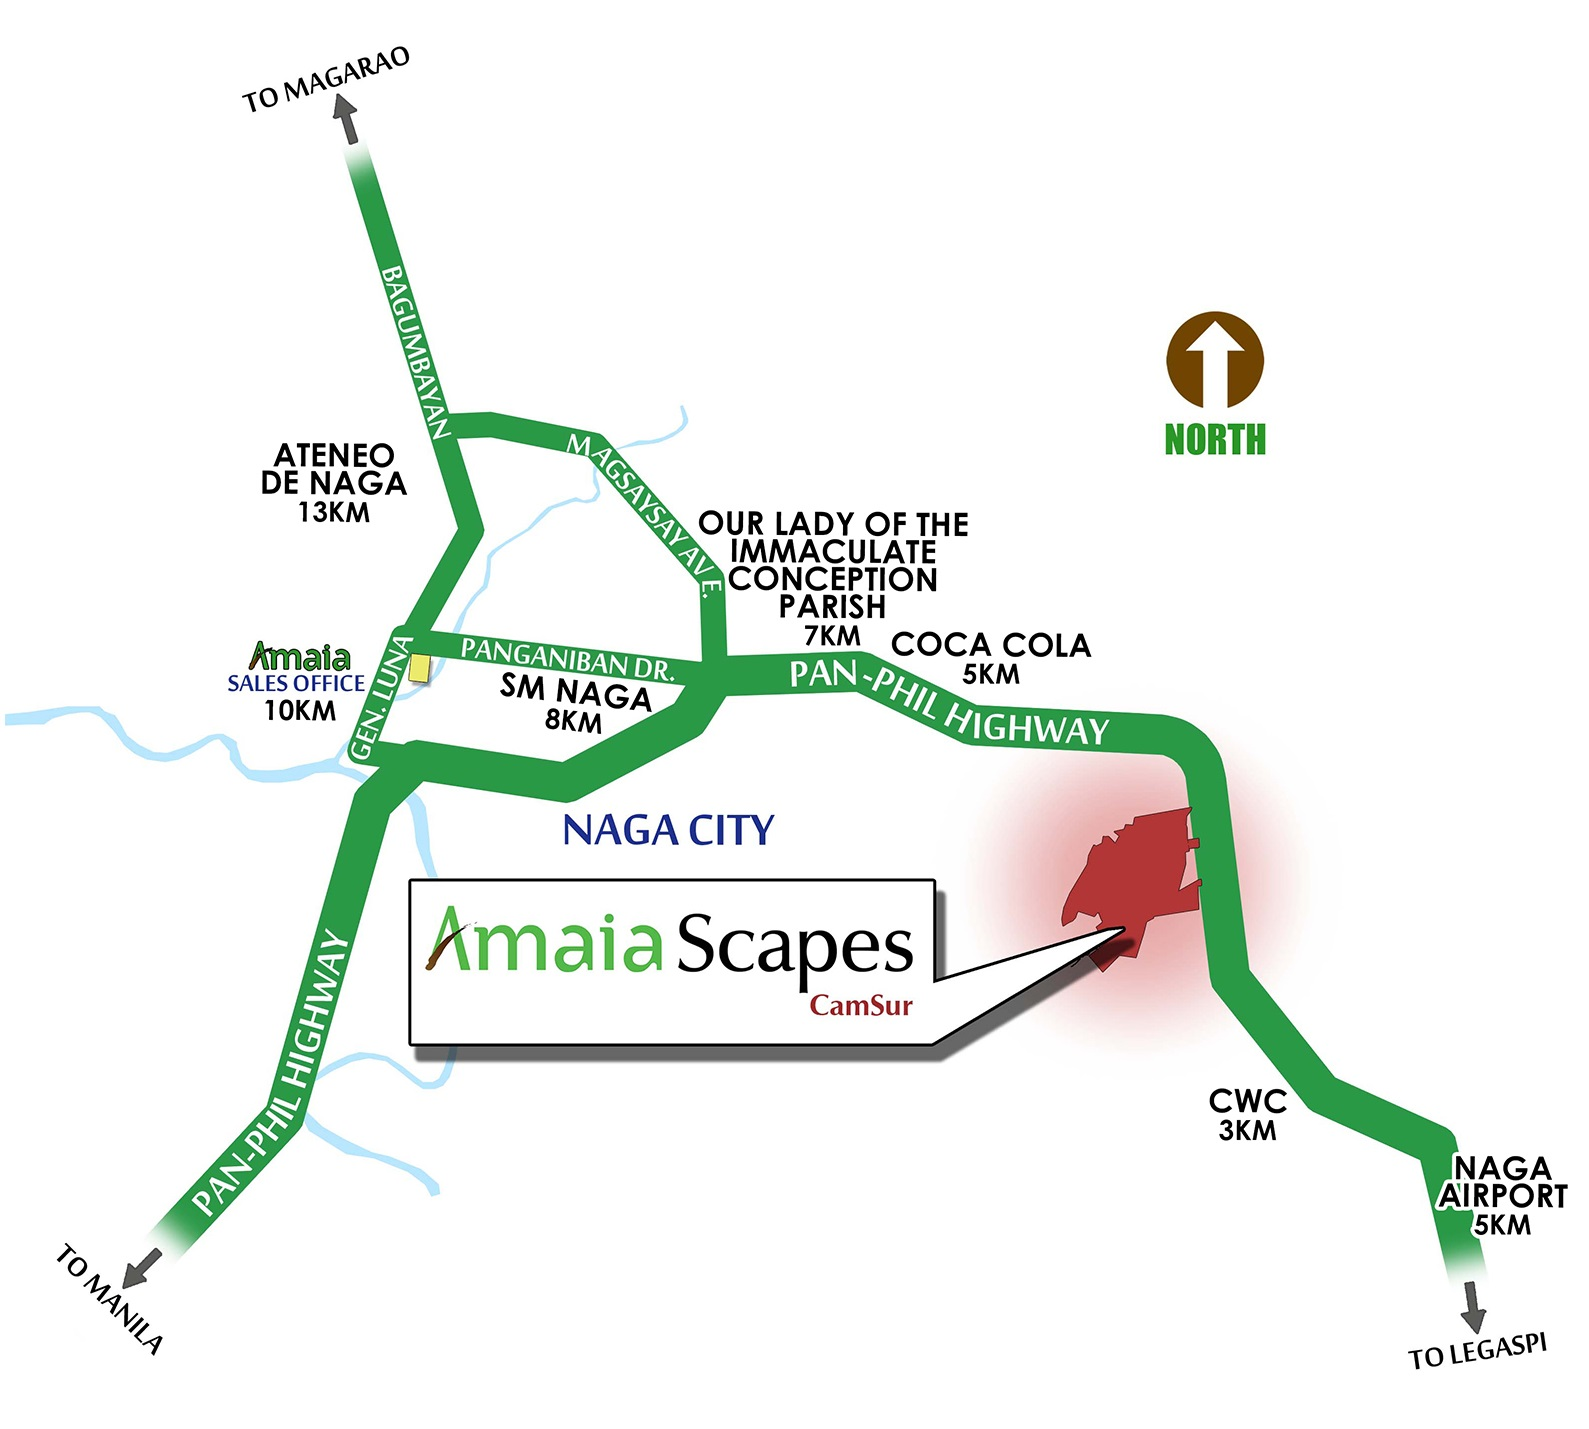 TO MAGARAO
BAGUMBAYAN
NORTH
MAGSAYSAY AVE.
ATENEO
DE NAGA
13KM
OUR LADY OF THE
IMMACULATE
CONCEPTION
PARISH
7KM
COCA COLA
5KM
Amaia
SALES OFFICE
10KM
GEN. LUNA
PANGANIBAN DR.
SM NAGA
8KM
PAN-PHIL HIGHWAY
NAGA CITY
Amaia Scapes
CamSur
PAN-PHIL HIGHWAY
CWC
3KM
NAGA
AIRPORT
5KM
TO MANILA
TO LEGASPI